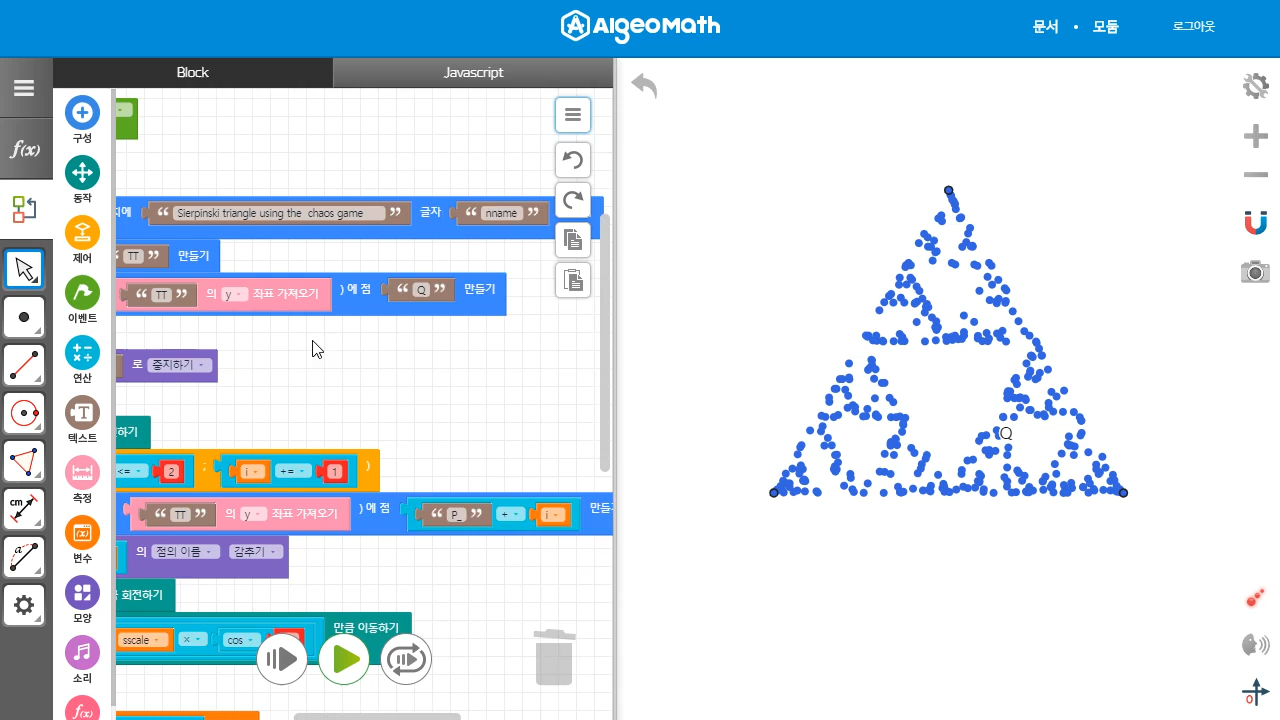 AlgeoMath
문서 • 모둠
로그아웃
Block
Javascript
f(x)
구성
동작
제어
이벤트
연산
텍스트
측정
변수
모양
소리
f(x)
(x)
cm
a
T
“ Sierpinski triangle using the chaos game ” 글자 “ nname ”
“ TT ” 만들기
“ TT ” 의 y 좌표 가져오기 ) 에 점 “ Q ” 만들기
로 중지하기
하기
<= 2 ; i += 1 )
“ TT ” 의 y 좌표 가져오기 ) 에 점 “ P_ ” + i
의 점의 이름 감추기
회전하기
sscale × cos
만큼 이동하기
Q
0